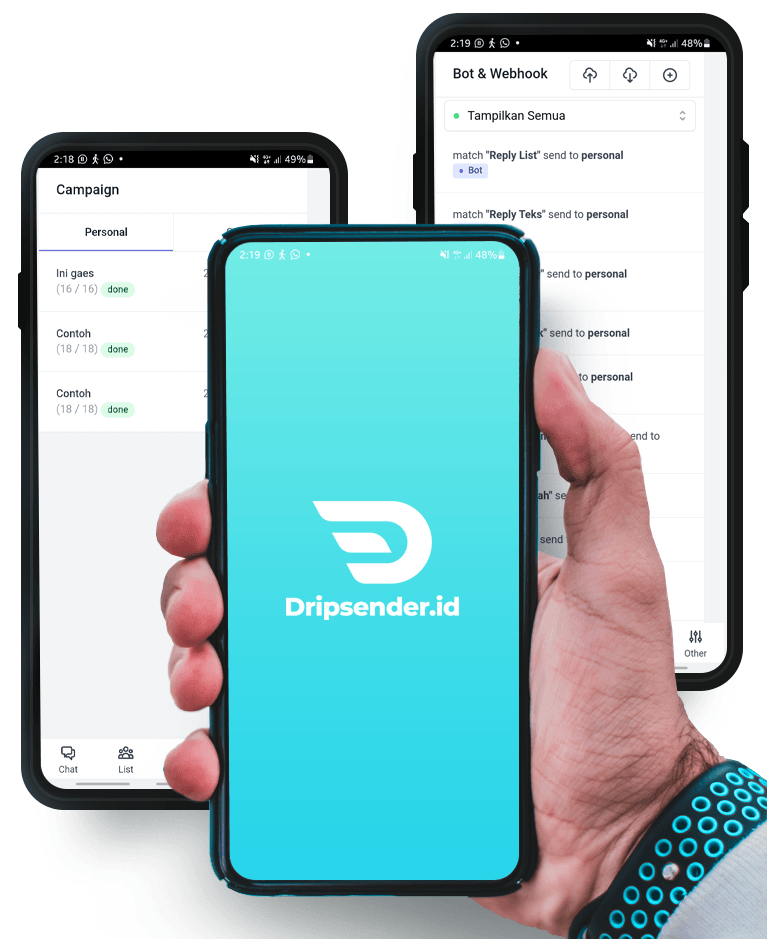 2:18
49%
Campaign
Personal
Ini gaes
(16 / 16) done
Contoh
(18 / 18) done
Contoh
(18 / 18) done
Chat
List
2:19
48%
Dripsender.id
2:19
48%
Bot & Webhook
Tampilkan Semua
match "Reply List" send to personal
Bot
match "Reply Teks" send to personal
" send to personal
" send to personal
to personal
end to
send
Other